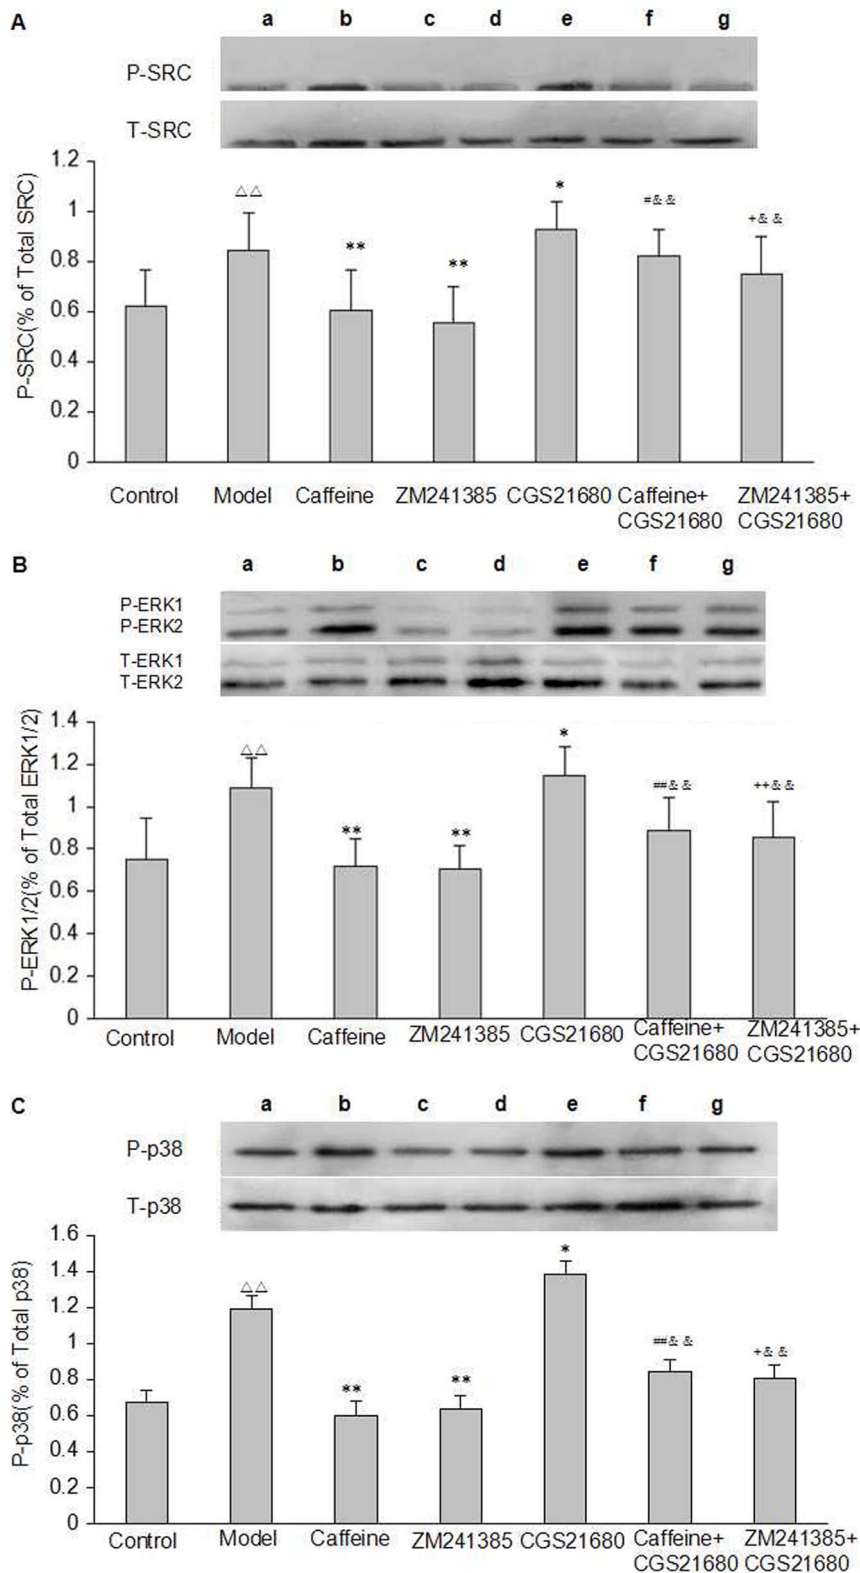 A
a b c d e f g
P-SRC
T-SRC
P-SRC(% of Total SRC)
1.2
1
0.8
0.6
0.4
0.2
0
△△
**
**
*
#&&
+&&
Control Model Caffeine ZM241385 CGS21680 Caffeine+ ZM241385+
CGS21680 CGS21680
B
a b c d e f g
P-ERK1
P-ERK2
T-ERK1
T-ERK2
P-ERK1/2(% of Total ERK1/2)
1.4
1.2
1
0.8
0.6
0.4
0.2
0
△△
**
**
*
##&&
++&&
Control Model Caffeine ZM241385 CGS21680 Caffeine+ ZM241385+
CGS21680 CGS21680
C
a b c d e f g
P-p38
T-p38
P-p38(% of Total p38)
1.6
1.4
1.2
1
0.8
0.6
0.4
0.2
0
△△
**
**
*
##&&
+&&
Control Model Caffeine ZM241385 CGS21680 Caffeine+ ZM241385+
CGS21680 CGS21680